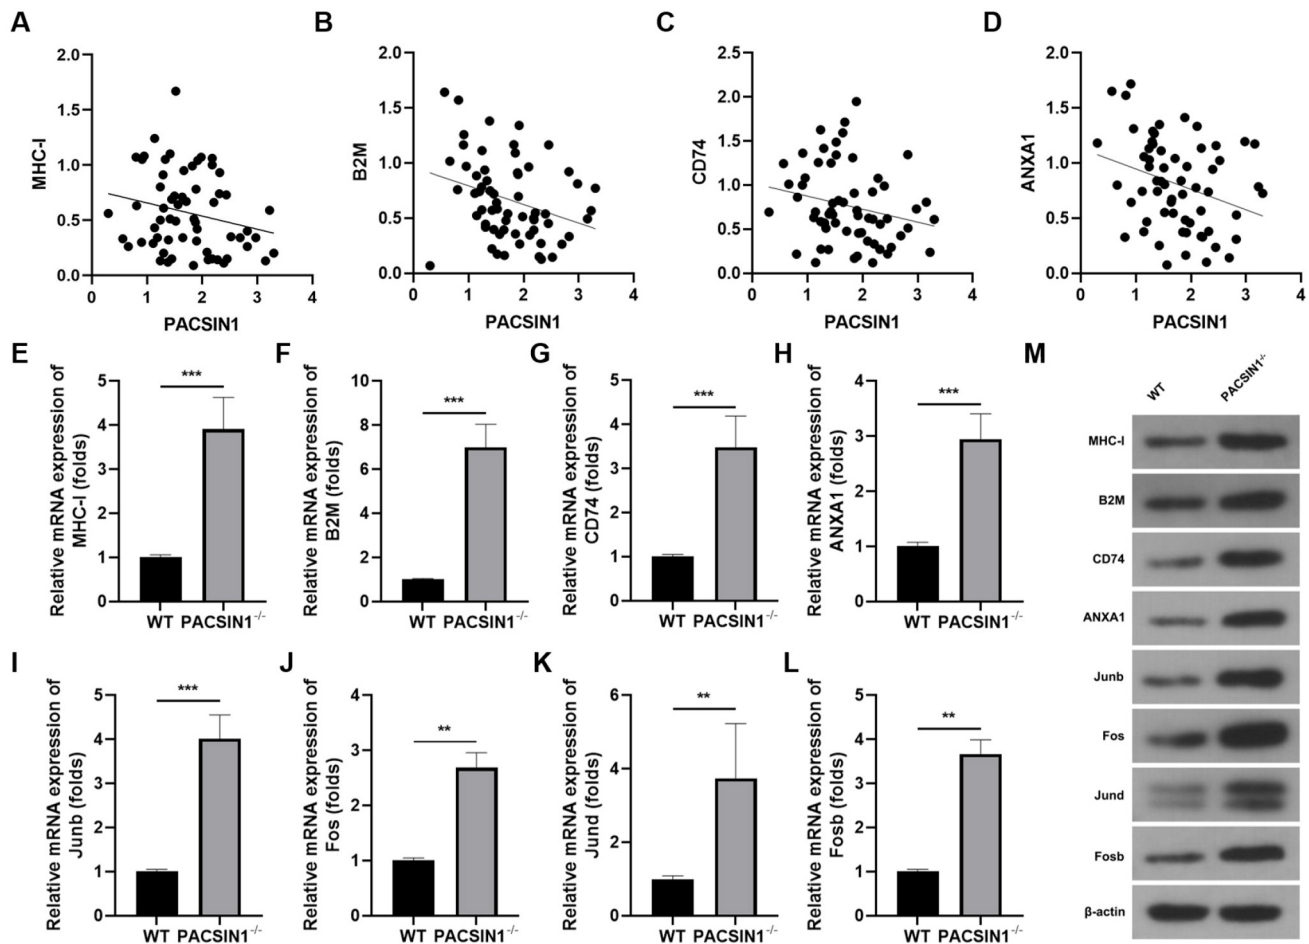 A
B
C
D
MHC-I
2.0
1.5
1.0
0.5
0.0
0 1 2 3 4
PACSIN1
B2M
2.0
1.5
1.0
0.5
0.0
0 1 2 3 4
PACSIN1
CD74
2.5
2.0
1.5
1.0
0.5
0.0
0 1 2 3 4
PACSIN1
ANXA1
2.0
1.5
1.0
0.5
0.0
0 1 2 3 4
PACSIN1
E
Relative mRNA expression of
MHC-I (folds)
5
4
3
2
1
0
***
WT PACSIN1-/-
F
Relative mRNA expression of
B2M (folds)
10
8
6
4
2
0
***
WT PACSIN1-/-
G
Relative mRNA expression of
CD74 (folds)
5
4
3
2
1
0
***
WT PACSIN1-/-
H
Relative mRNA expression of
ANXA1 (folds)
4
3
2
1
0
***
WT PACSIN1-/-
I
Relative mRNA expression of
Junb (folds)
5
4
3
2
1
0
***
WT PACSIN1-/-
J
Relative mRNA expression of
Fos (folds)
4
3
2
1
0
**
WT PACSIN1-/-
K
Relative mRNA expression of
Jund (folds)
6
4
2
0
**
WT PACSIN1-/-
L
Relative mRNA expression of
Fosb (folds)
5
4
3
2
1
0
**
WT PACSIN1-/-
M
WT PACSIN1-/-
MHC-I
B2M
CD74
ANXA1
Junb
Fos
Jund
Fosb
β-actin